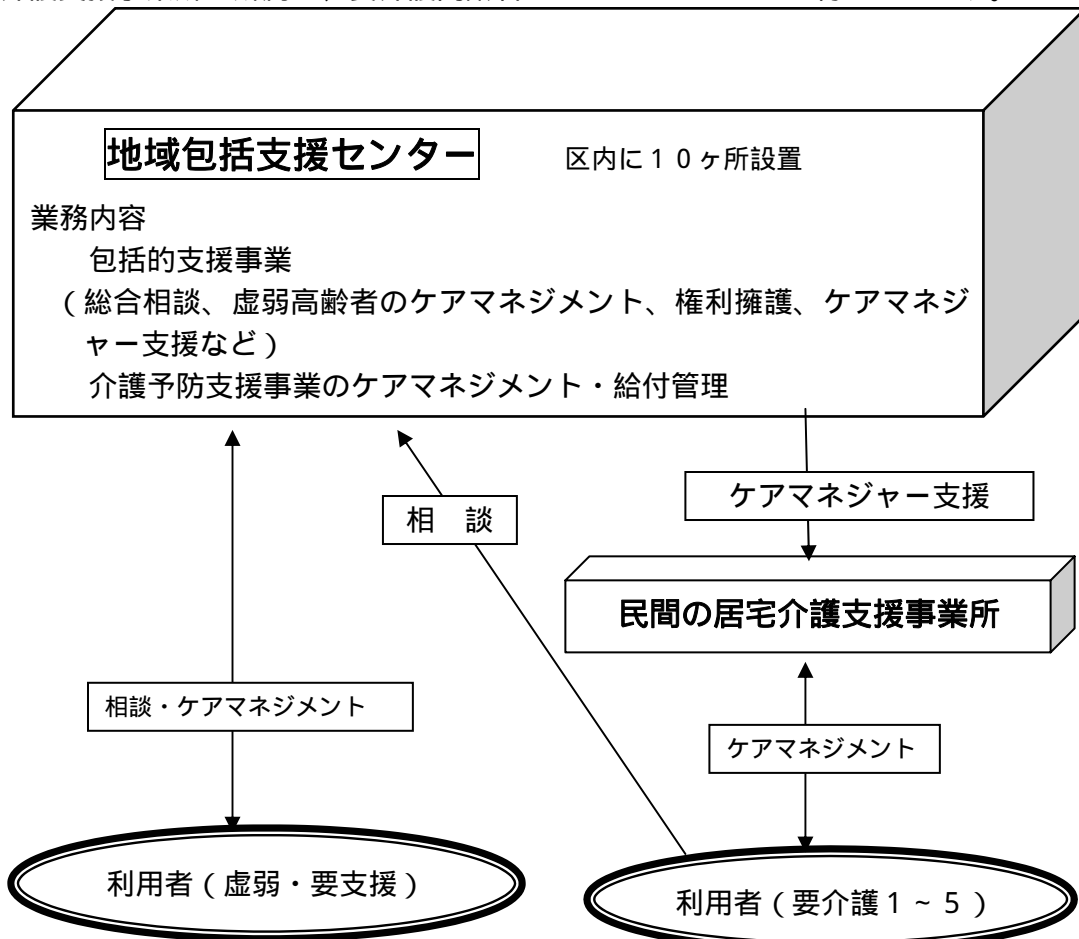 地域包括支援センター
区内に１０ヶ所設置
業務内容
包括的支援事業
（総合相談、虚弱高齢者のケアマネジメント、権利擁護、ケアマネジ
ャー支援など）
介護予防支援事業のケアマネジメント・給付管理
ケアマネジャー支援
相　談
民間の居宅介護支援事業所
相談・ケアマネジメント
ケアマネジメント
利用者（虚弱・要支援）
利用者（要介護１～５）